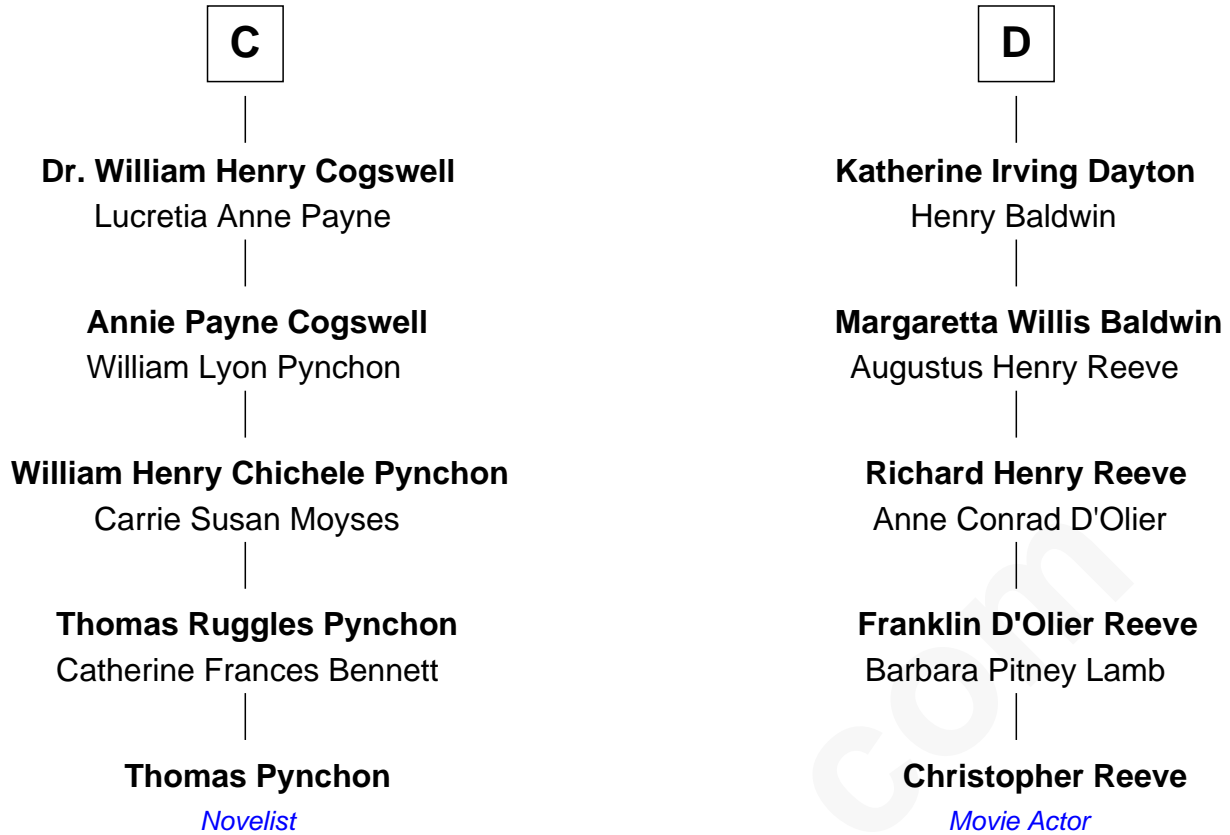 C
Dr. William Henry Cogswell
Lucretia Anne Payne
Annie Payne Cogswell
William Lyon Pynchon
William Henry Chichele Pynchon
Carrie Susan Moyses
Thomas Ruggles Pynchon
Catherine Frances Bennett
Thomas Pynchon
Novelist
D
Katherine Irving Dayton
Henry Baldwin
Margaretta Willis Baldwin
Augustus Henry Reeve
Richard Henry Reeve
Anne Conrad D'Olier
Franklin D'Olier Reeve
Barbara Pitney Lamb
Christopher Reeve
Movie Actor
com